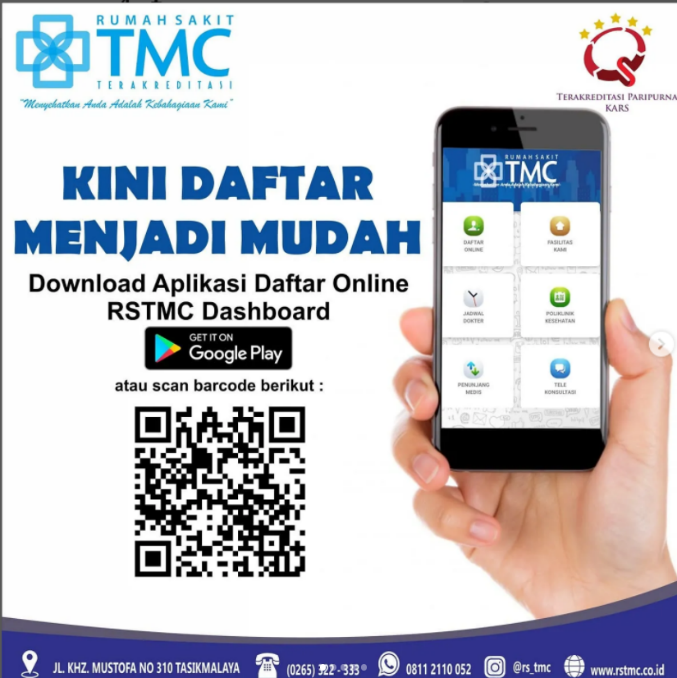 RUMAH SAKIT
TMC
TERAKREDITASI
"Menyehatkan Anda Adalah Kebahagiaan Kami"
TERAKREDITASI PARIPURNA
KARS
KINI DAFTAR
MENJADI MUDAH
Download Aplikasi Daftar Online
RSTMC Dashboard
GET IT ON
Google Play
atau scan barcode berikut :
RUMAH SAKIT
TMC
DAFTAR
ONLINE
FASILITAS
KAMI
JADWAL
DOKTER
POLIKLINIK
KESEHATAN
PENUNJANG
MEDIS
TELE
KONSULTASI
JL. KHZ. MUSTOFA NO 310 TASIKMALAYA
(0265) 322 - 333
0811 2110 052
@rs_tmc
www.rstmc.co.id